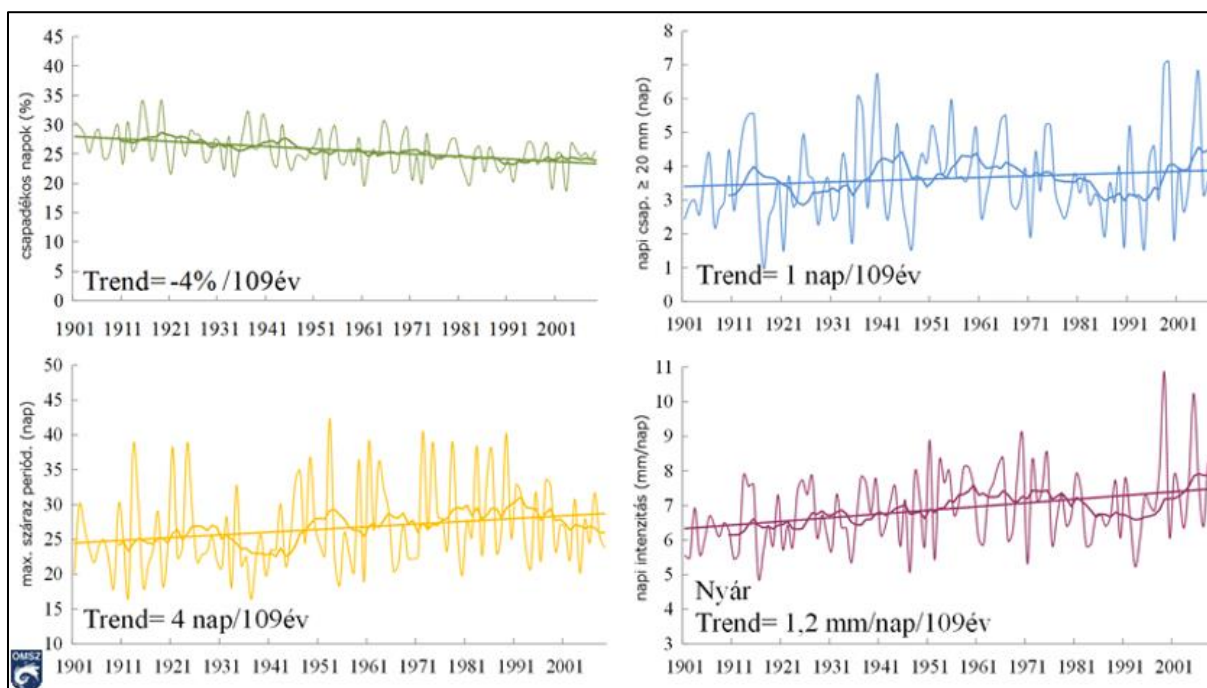 csapadékos napok (%)
45
40
35
30
25
20
15
10
5
0
Trend= -4% /109év
1901 1911 1921 1931 1941 1951 1961 1971 1981 1991 2001
napi csap. ≥ 20 mm (nap)
8
7
6
5
4
3
2
1
0
Trend= 1 nap/109év
1901 1911 1921 1931 1941 1951 1961 1971 1981 1991 2001
max. száraz periód. (nap)
50
45
40
35
30
25
20
15
10
Trend= 4 nap/109év
1901 1911 1921 1931 1941 1951 1961 1971 1981 1991 2001
OMSZ
napi intenzitás (mm/nap)
11
10
9
8
7
6
5
4
3
Nyár
Trend= 1,2 mm/nap/109év
1901 1911 1921 1931 1941 1951 1961 1971 1981 1991 2001